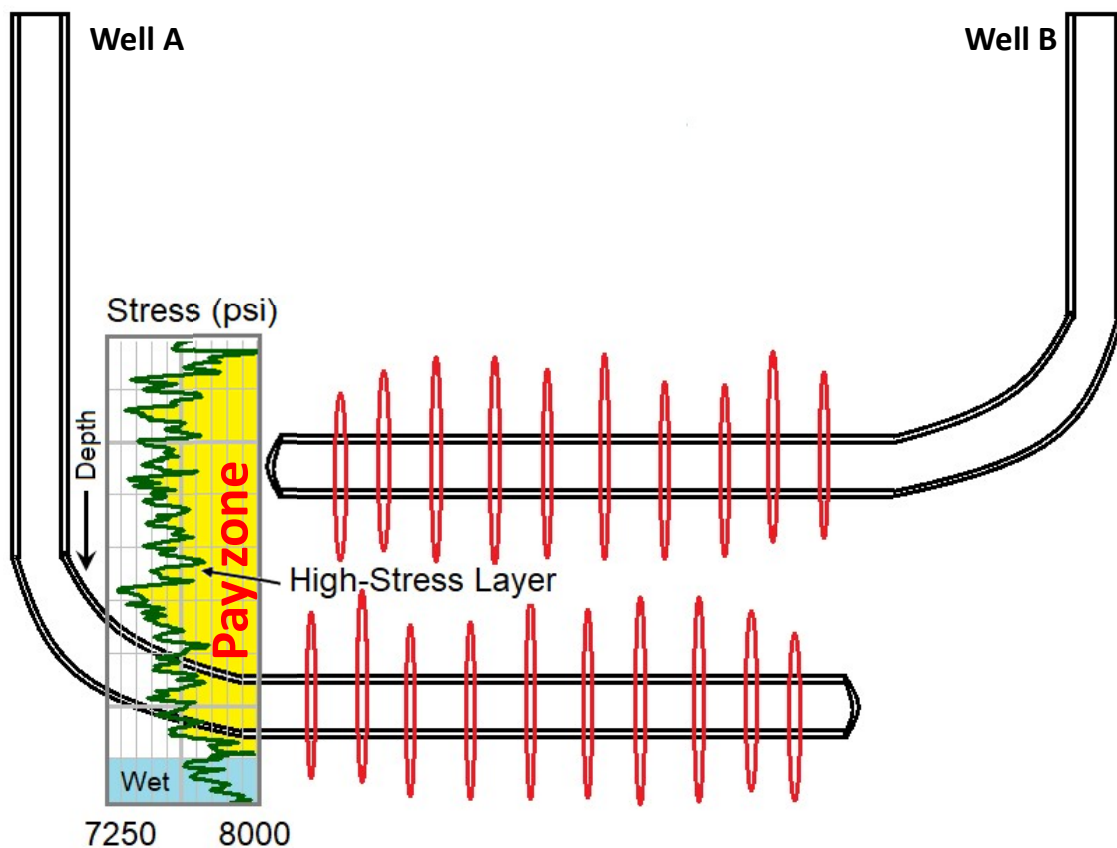 Well A
Well B
Stress (psi)
Depth
Pay zone
High-Stress Layer
Wet
7250
8000